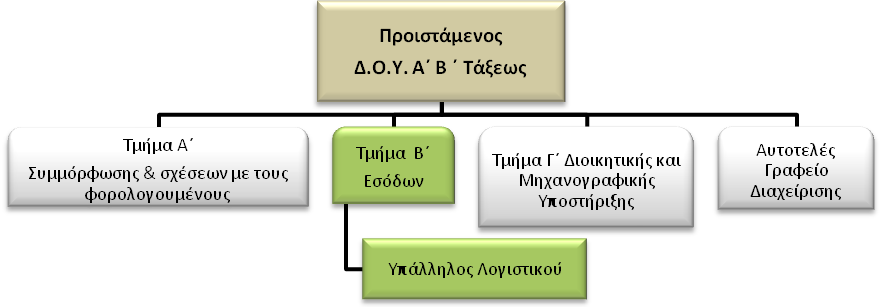 Προιστάμενος
Δ.Ο.Υ. Α΄ Β ΄ Τάξεως
Τμήμα Α΄
Συμμόρφωσης & σχέσεων με τους
φορολογουμένους
Τμήμα Β΄
Εσόδων
Τμήμα Γ΄ Διοικητικής και
Μηχανογραφικής
Υποστήριξης
Αυτοτελές
Γραφείο
Διαχείρισης
Υπάλληλος Λογιστικού